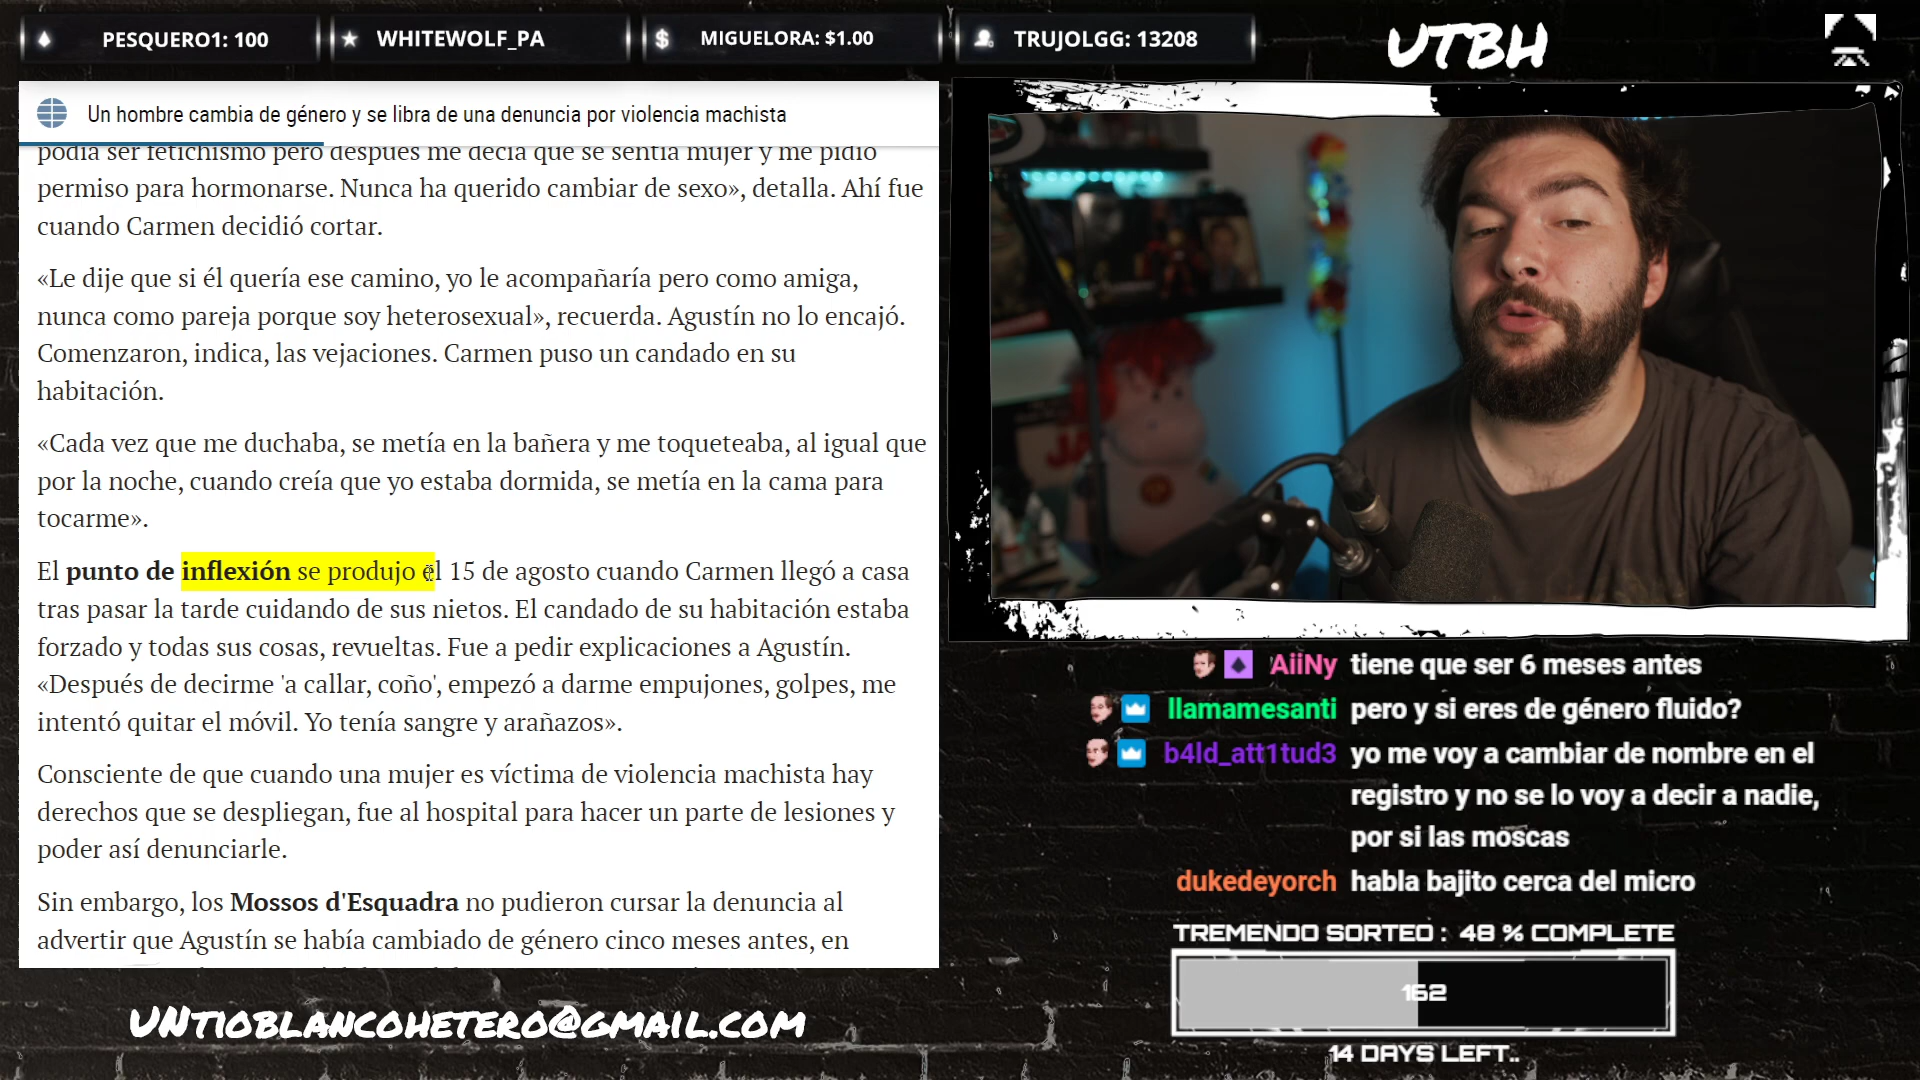 PESQUERO1: 100
WHITEWOLF_PA
$ MIGUELORA: $1.00
TRUJOLGG: 13208
UTBH
Un hombre cambia de género y se libra de una denuncia por violencia machista
podía ser fetichismo pero después me decía que se sentía mujer y me pidió
permiso para hormonarse. Nunca ha querido cambiar de sexo», detalla. Ahí fue
cuando Carmen decidió cortar.
«Le dije que si él quería ese camino, yo le acompañaría pero como amiga,
nunca como pareja porque soy heterosexual», recuerda. Agustín no lo encajó.
Comenzaron, indica, las vejaciones. Carmen puso un candado en su
habitación.
«Cada vez que me duchaba, se metía en la bañera y me toqueteaba, al igual que
por la noche, cuando creía que yo estaba dormida, se metía en la cama para
tocarme».
El punto de inflexión se produjo el 15 de agosto cuando Carmen llegó a casa
tras pasar la tarde cuidando de sus nietos. El candado de su habitación estaba
forzado y todas sus cosas, revueltas. Fue a pedir explicaciones a Agustín.
«Después de decirme 'a callar, coño', empezó a darme empujones, golpes, me
intentó quitar el móvil. Yo tenía sangre y arañazos».
Consciente de que cuando una mujer es víctima de violencia machista hay
derechos que se despliegan, fue al hospital para hacer un parte de lesiones y
poder así denunciarle.
Sin embargo, los Mossos d'Esquadra no pudieron cursar la denuncia al
advertir que Agustín se había cambiado de género cinco meses antes, en
AiiNy tiene que ser 6 meses antes
llamamesanti pero y si eres de género fluido?
b4ld_att1tud3 yo me voy a cambiar de nombre en el
registro y no se lo voy a decir a nadie,
por si las moscas
dukedeyorch habla bajito cerca del micro
TREMENDO SORTEO : 48 % COMPLETE
162
14 DAYS LEFT..
UNTIOBLANCOHETERO@GMAIL.COM